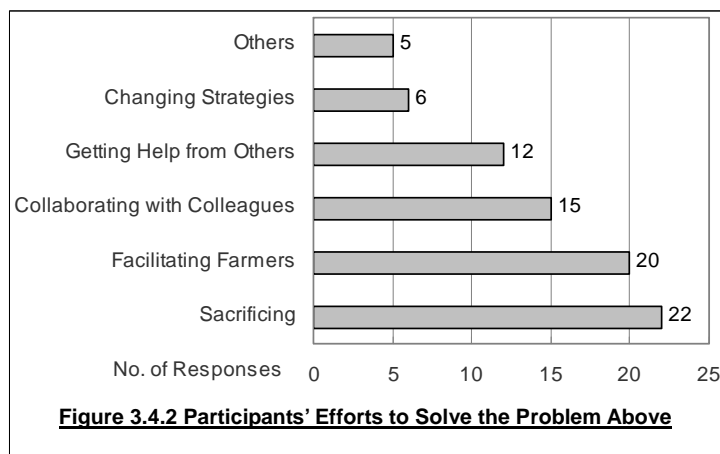 Others 5
Changing Strategies 6
Getting Help from Others 12
Collaborating with Colleagues 15
Facilitating Farmers 20
Sacrificing 22
No. of Responses 0 5 10 15 20 25
Figure 3.4.2 Participants’ Efforts to Solve the Problem Above